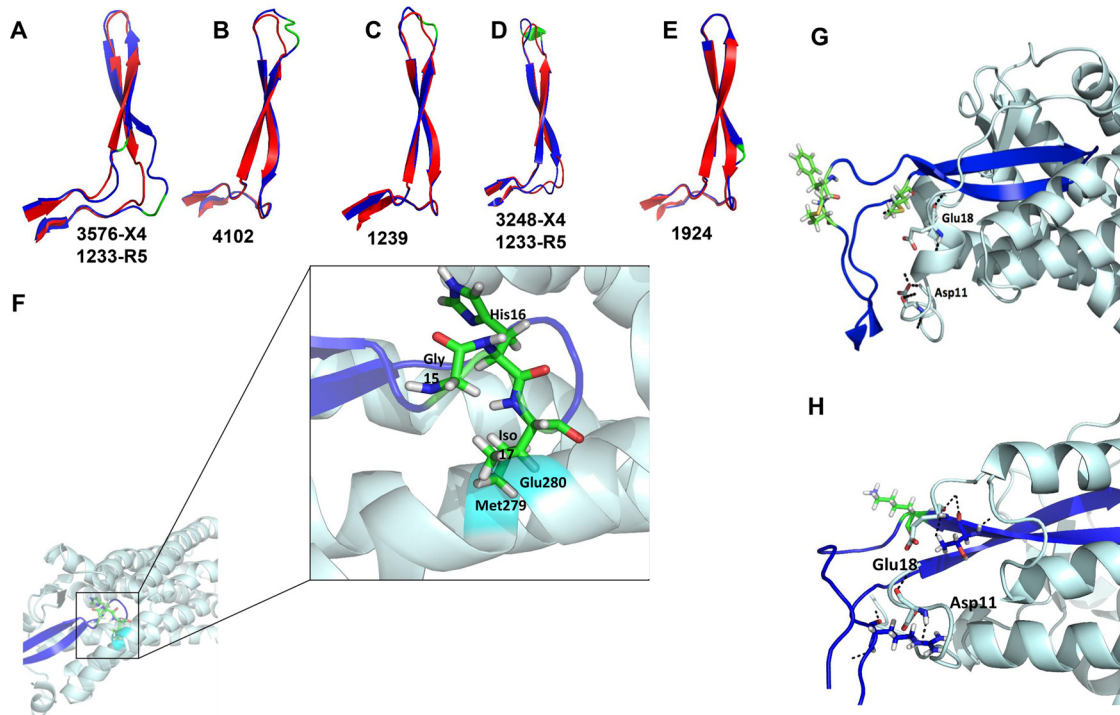 A
B
C
D
E
3576-X4
1233-R5
4102
1239
3248-X4
1233-R5
1924
F
His16
Gly
15
Iso
17
Glu280
Met279
G
Glu18
Asp11
H
Glu18
Asp11